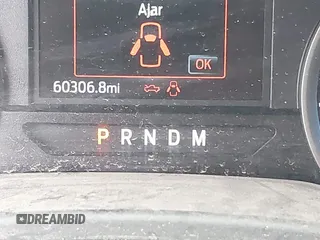 Ajar
OK
60306.8mi
P R N D M
DREAMBID